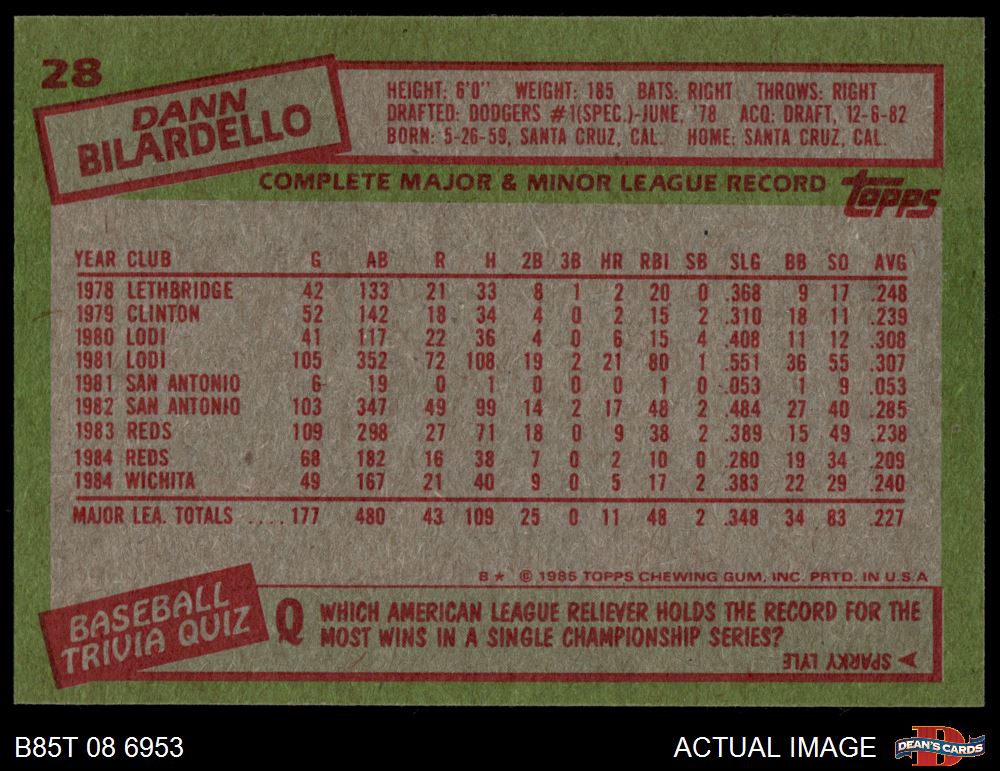 28
DANN
BILARDELLO
HEIGHT: 6'0" WEIGHT: 185 BATS: RIGHT THROWS: RIGHT
DRAFTED: DODGERS #1(SPEC.)-JUNE, '78 ACQ: DRAFT, 12-6-82
BORN: 5-26-59, SANTA CRUZ, CAL. HOME: SANTA CRUZ, CAL.
COMPLETE MAJOR & MINOR LEAGUE RECORD
topps
YEAR CLUB G AB R H 2B 3B HR RBI SB SLG BB SO AVG
1978 LETHBRIDGE 42 133 21 33 8 1 2 20 0 .368 9 17 .248
1979 CLINTON 52 142 18 34 4 0 2 15 2 .310 18 11 .239
1980 LODI 41 117 22 36 4 0 6 15 4 .408 11 12 .308
1981 LODI 105 352 72 108 19 2 21 80 1 .551 36 55 .307
1981 SAN ANTONIO 6 19 0 1 0 0 0 1 0 .053 1 9 .053
1982 SAN ANTONIO 103 347 49 99 14 2 17 48 2 .484 27 40 .285
1983 REDS 109 298 27 71 18 0 9 38 2 .389 15 49 .238
1984 REDS 68 182 16 38 7 0 2 10 0 .280 19 34 .209
1984 WICHITA 49 167 21 40 9 0 5 17 2 .383 22 29 .240
MAJOR LEA. TOTALS ....177 480 43 109 25 0 11 48 2 .348 34 83 .227
B* © 1985 TOPPS CHEWING GUM, INC. PRTD. IN U.S.A
BASEBALL
TRIVIA QUIZ
Q WHICH AMERICAN LEAGUE RELIEVER HOLDS THE RECORD FOR THE
MOST WINS IN A SINGLE CHAMPIONSHIP SERIES?
SPARKY LYLE
B85T 08 6953
ACTUAL IMAGE
DEAN'S CARDS